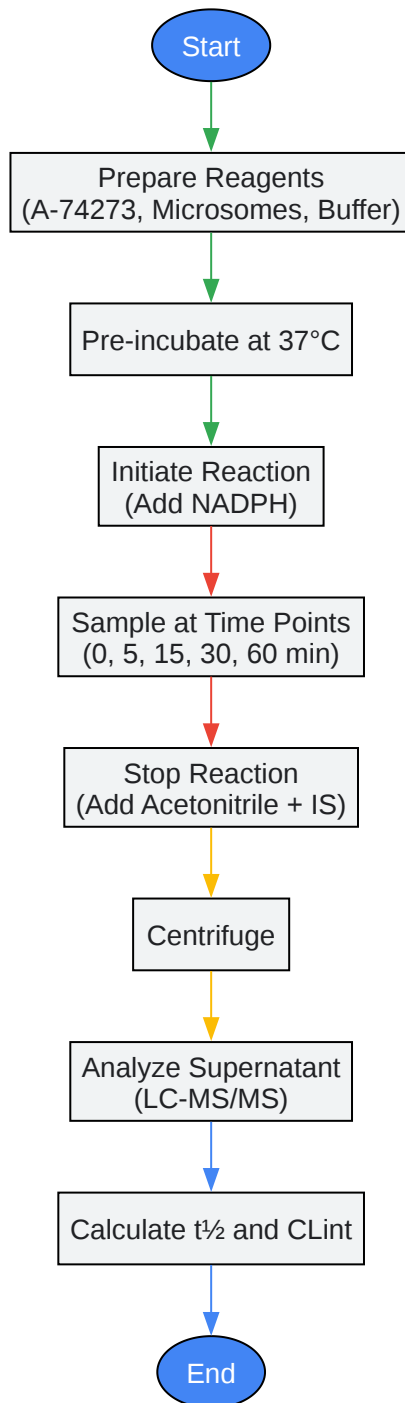 Start
Prepare Reagents
(A-74273, Microsomes, Buffer)
Pre-incubate at 37°C
Initiate Reaction
(Add NADPH)
Sample at Time Points
(0, 5, 15, 30, 60 min)
Stop Reaction
(Add Acetonitrile + IS)
Centrifuge
Analyze Supernatant
(LC-MS/MS)
Calculate t½ and CLint
End